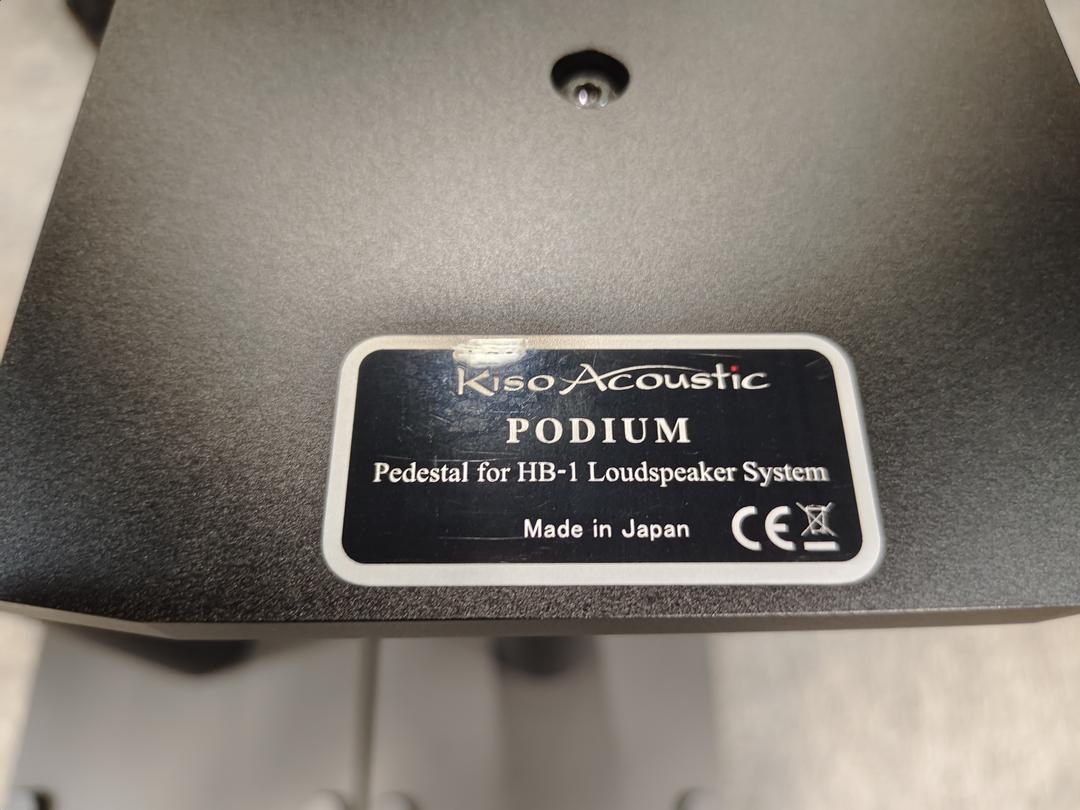 Kiso Acoustic
PODIUM
Pedestal for HB-1 Loudspeaker System
Made in Japan
CE